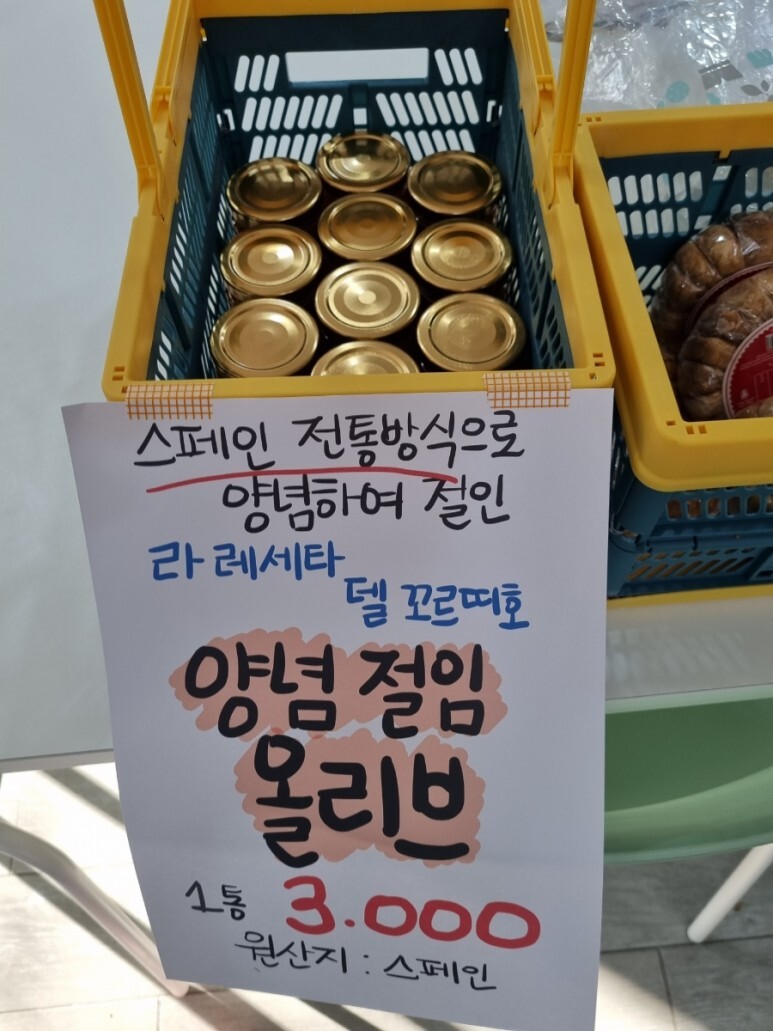 스페인 전통방식으로
양념하여 절인
라 레세타
델 꼬르띠호
양념 절임
올리브
1통 3.000
원산지 : 스페인